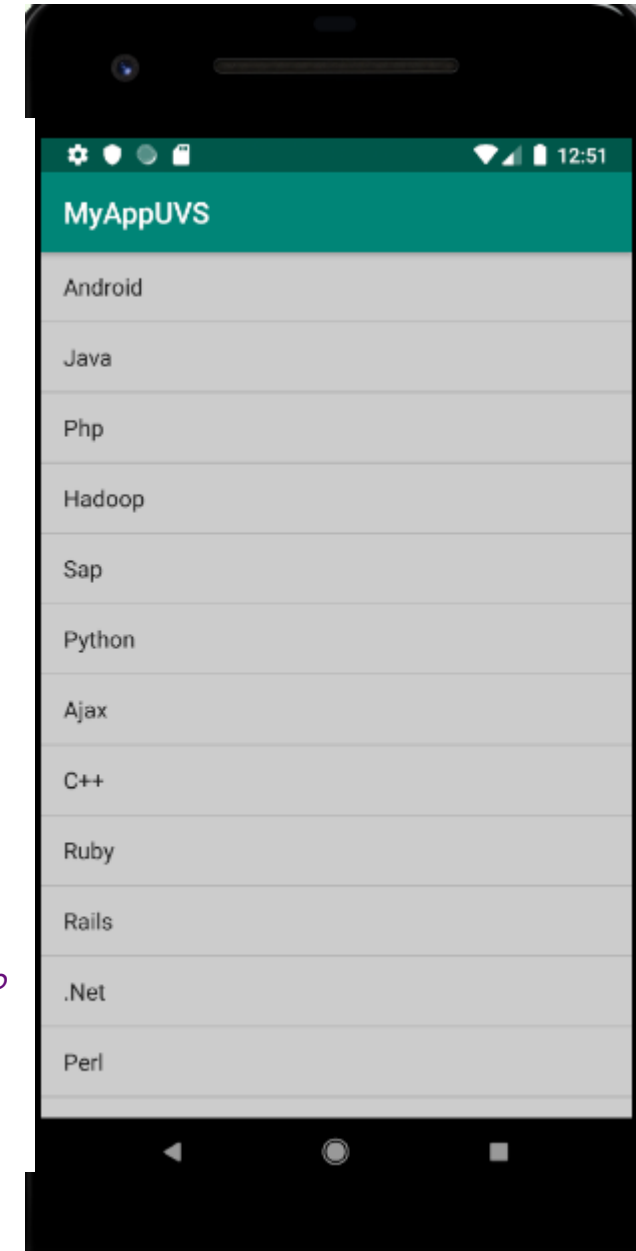 12:51
MyAppUVS
Android
Java
Php
Hadoop
Sap
Python
Ajax
C++
Ruby
Rails
.Net
Perl